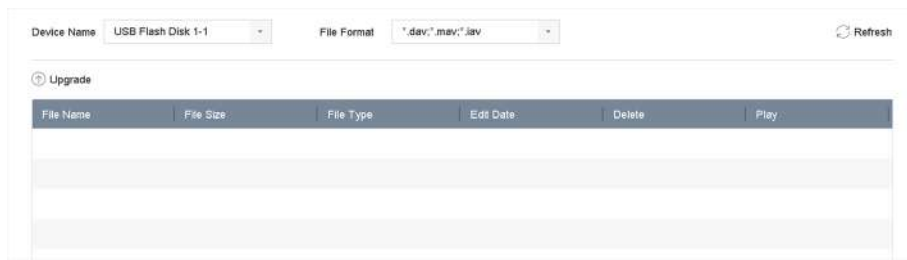 Device Name USB Flash Disk 1-1 File Format *.dav;*.mav;*.iav Refresh
Upgrade
File Name File Size File Type Edit Date Delete Play